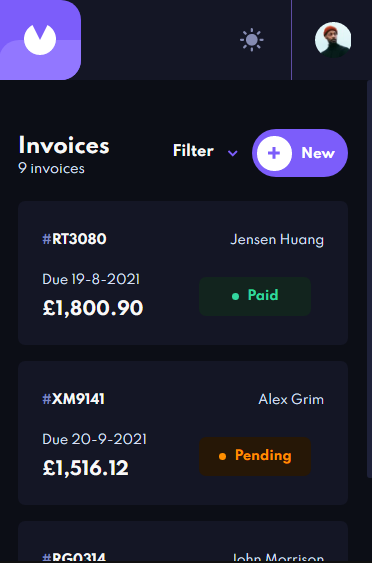 Invoices
9 invoices
Filter
New
#RT3080
Jensen Huang
Due 19-8-2021
£1,800.90
Paid
#XM9141
Alex Grim
Due 20-9-2021
£1,516.12
Pending
#RG0314
John Morrison